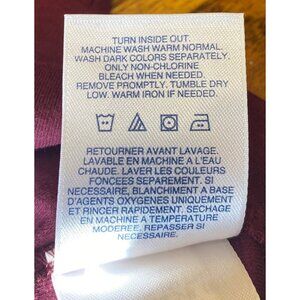 TURN INSIDE OUT.
MACHINE WASH WARM NORMAL.
WASH DARK COLORS SEPARATELY.
ONLY NON-CHLORINE
BLEACH WHEN NEEDED.
REMOVE PROMPTLY. TUMBLE DRY
LOW. WARM IRON IF NEEDED.
RETOURNER AVANT LAVAGE.
LAVABLE EN MACHINE A L'EAU
CHAUDE. LAVER LES COULEURS
FONCEES SEPAREMENT. SI
NECESSAIRE, BLANCHIMENT A BASE
D'AGENTS OXYGENES UNIQUEMENT
ET RINCER RAPIDEMENT. SECHAGE
EN MACHINE A TEMPERATURE
MODEREE. REPASSER SI
NECESSAIRE.